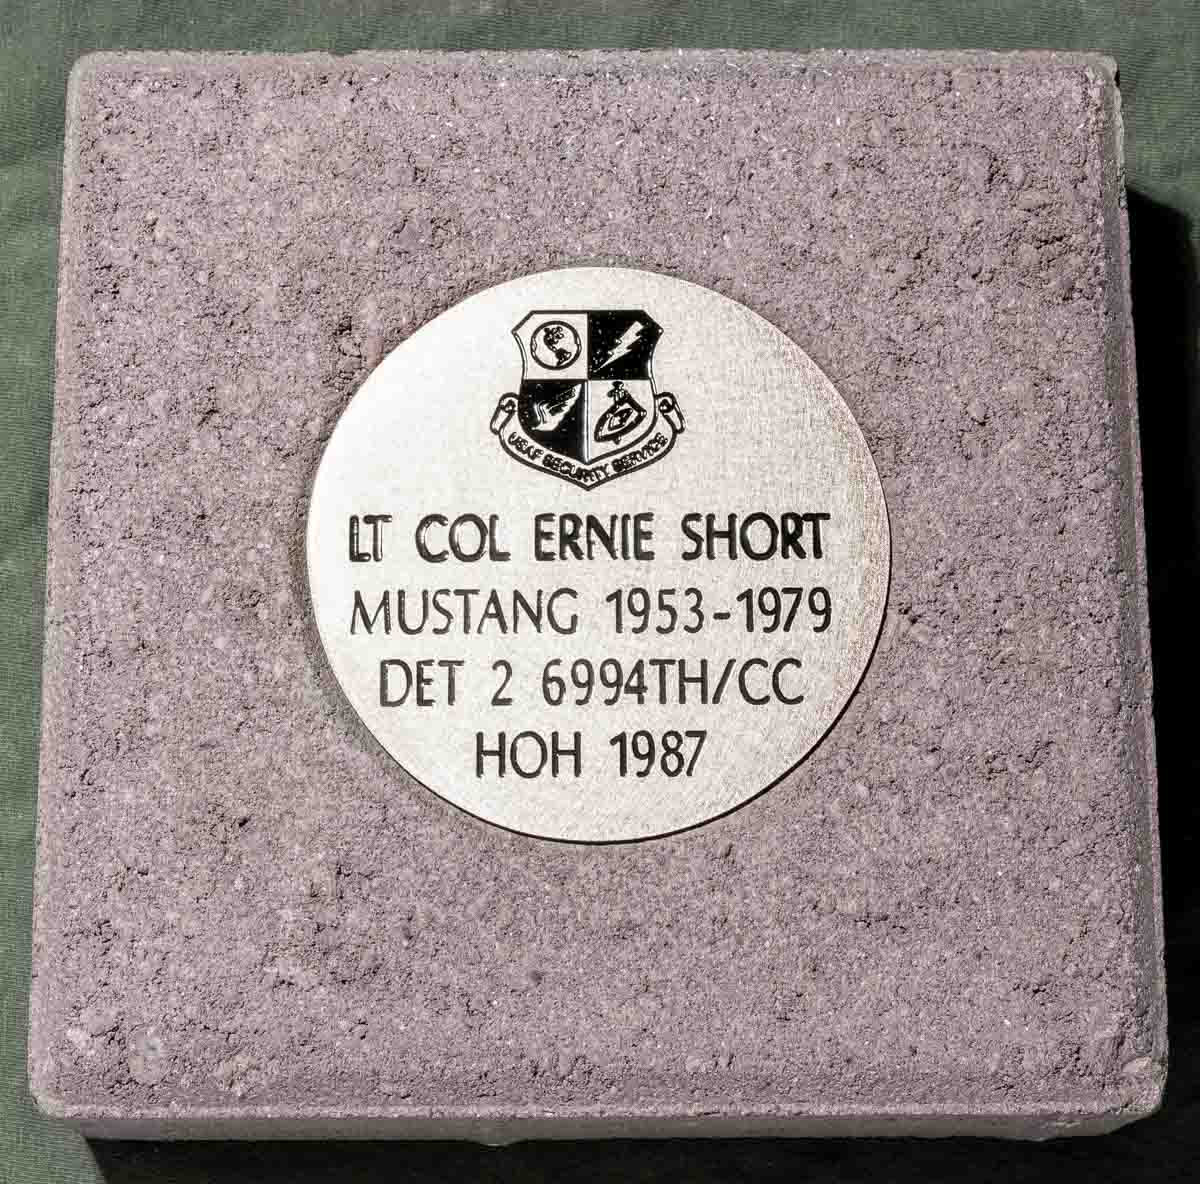 USAF SECURITY SERVICE
LT COL ERNIE SHORT
MUSTANG 1953-1979
DET 2 6994TH/CC
HOH 1987